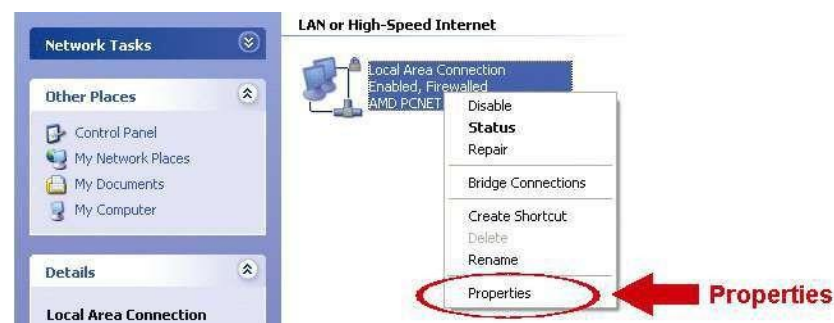 Network Tasks
Other Places
Control Panel
My Network Places
My Documents
My Computer
Details
Local Area Connection
LAN or High-Speed Internet
Local Area Connection
Enabled, Firewalled
AMD PCNET
Disable
Status
Repair
Bridge Connections
Create Shortcut
Delete
Rename
Properties
Properties